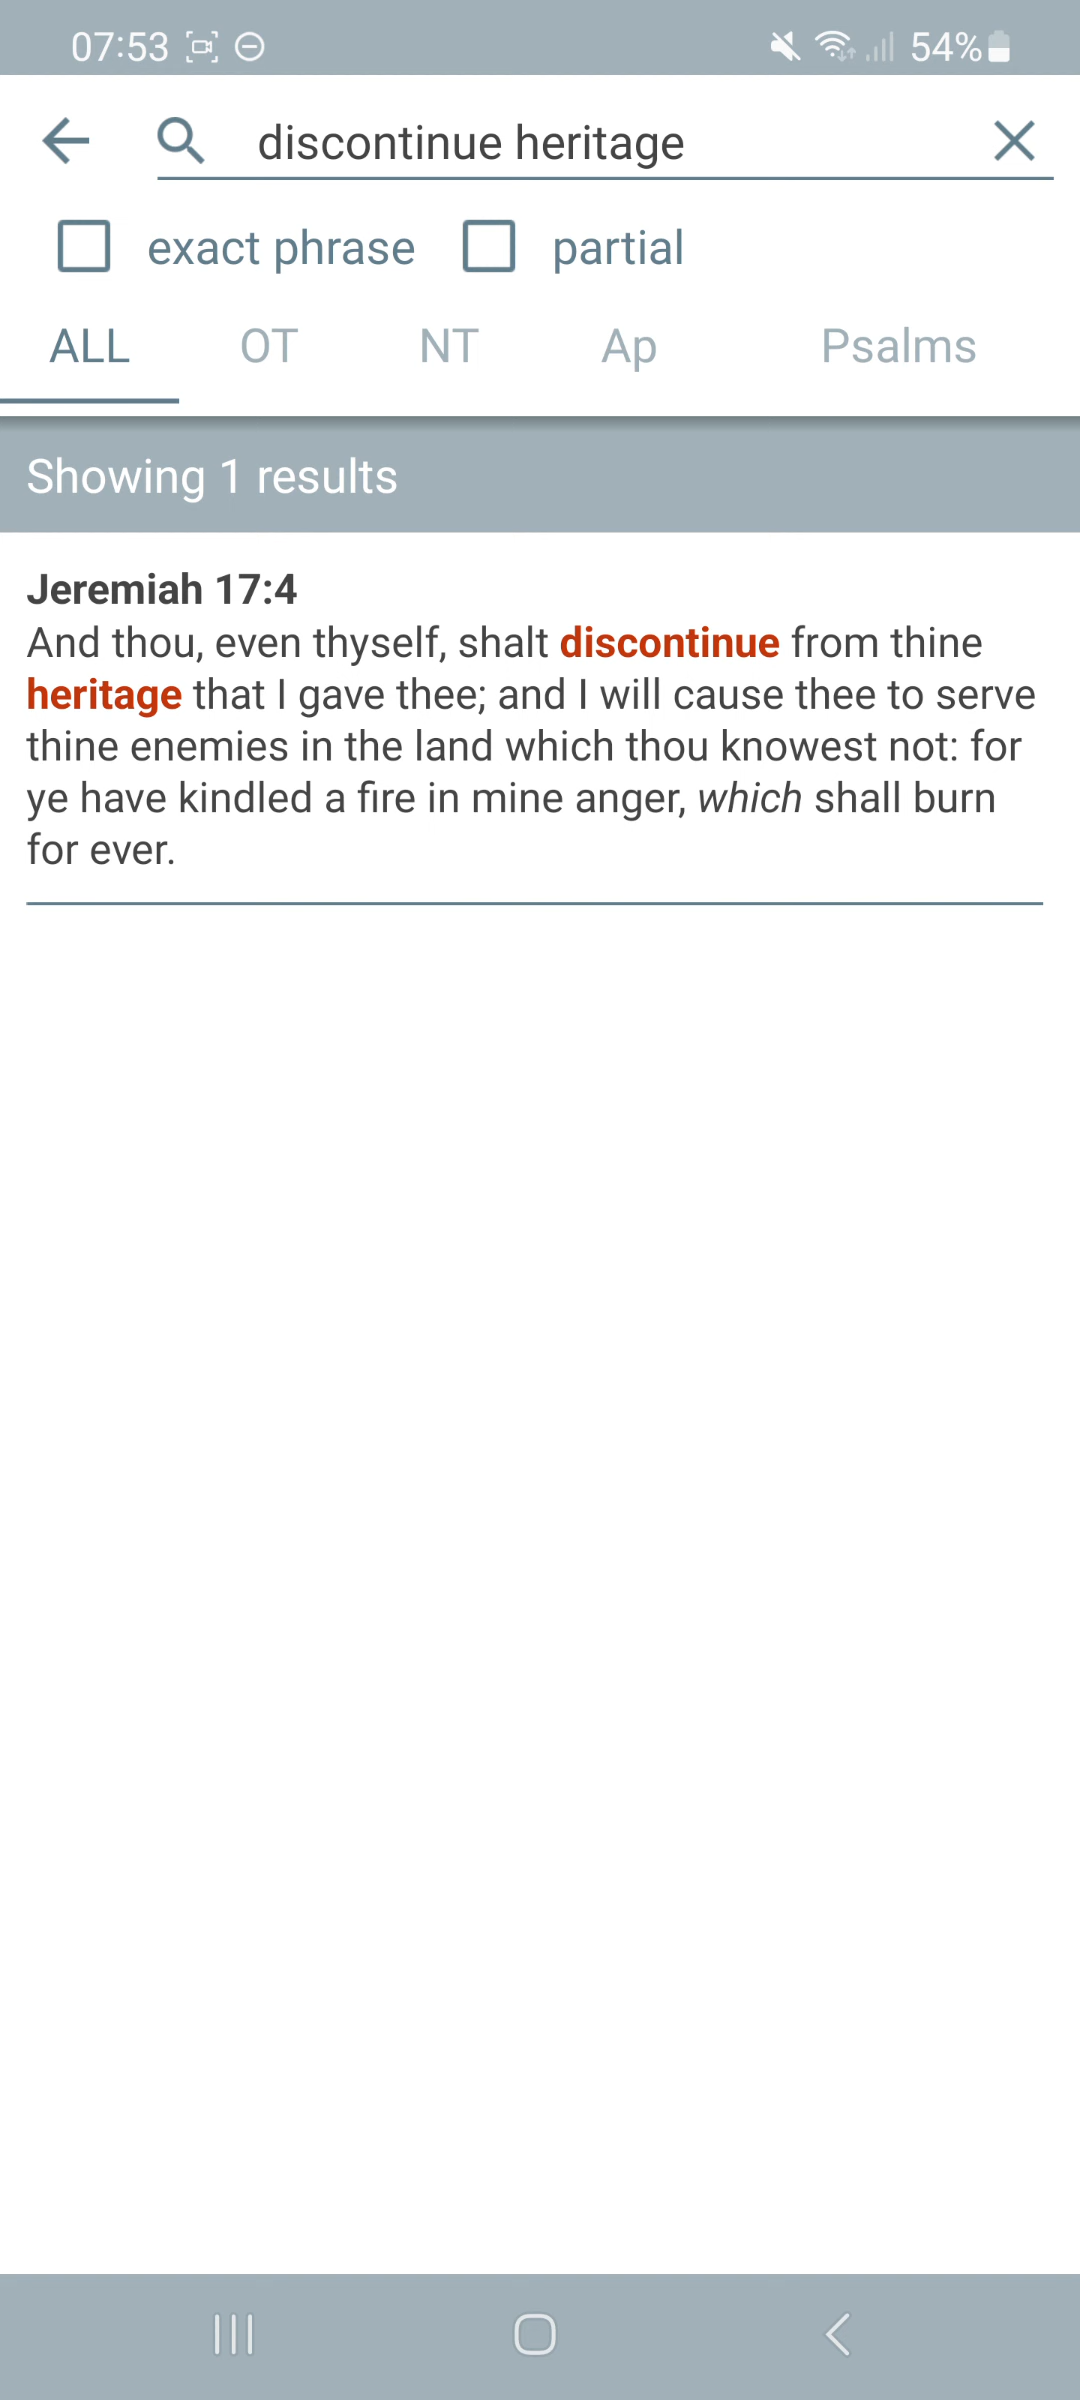 07:53 54%
discontinue heritage
exact phrase partial
ALL OT NT Ap Psalms
Showing 1 results
Jeremiah 17:4
And thou, even thyself, shalt discontinue from thine
heritage that I gave thee; and I will cause thee to serve
thine enemies in the land which thou knowest not: for
ye have kindled a fire in mine anger, which shall burn
for ever.